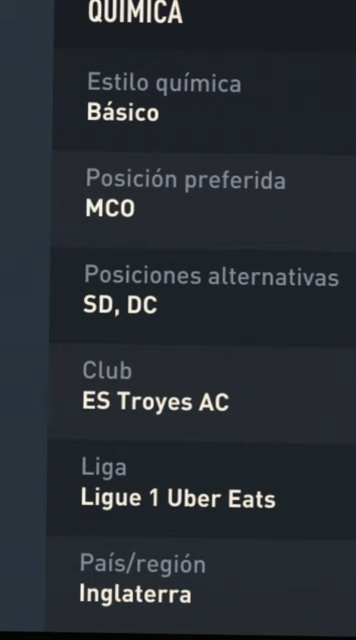 QUÍMICA
Estilo química
Básico
Posición preferida
MCO
Posiciones alternativas
SD, DC
Club
ES Troyes AC
Liga
Ligue 1 Uber Eats
País/región
Inglaterra